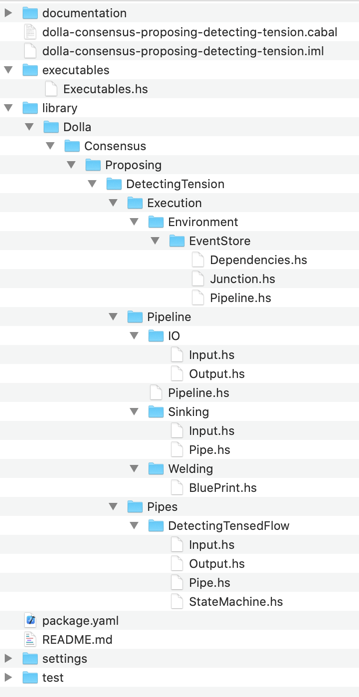 documentation
dolla-consensus-proposing-detecting-tension.cabal
dolla-consensus-proposing-detecting-tension.iml
executables
Executables.hs
library
Dolla
Consensus
Proposing
DetectingTension
Execution
Environment
EventStore
Dependencies.hs
Junction.hs
Pipeline.hs
Pipeline
IO
Input.hs
Output.hs
Pipeline.hs
Sinking
Input.hs
Pipe.hs
Welding
BluePrint.hs
Pipes
DetectingTensedFlow
Input.hs
Output.hs
Pipe.hs
StateMachine.hs
package.yaml
README.md
settings
test